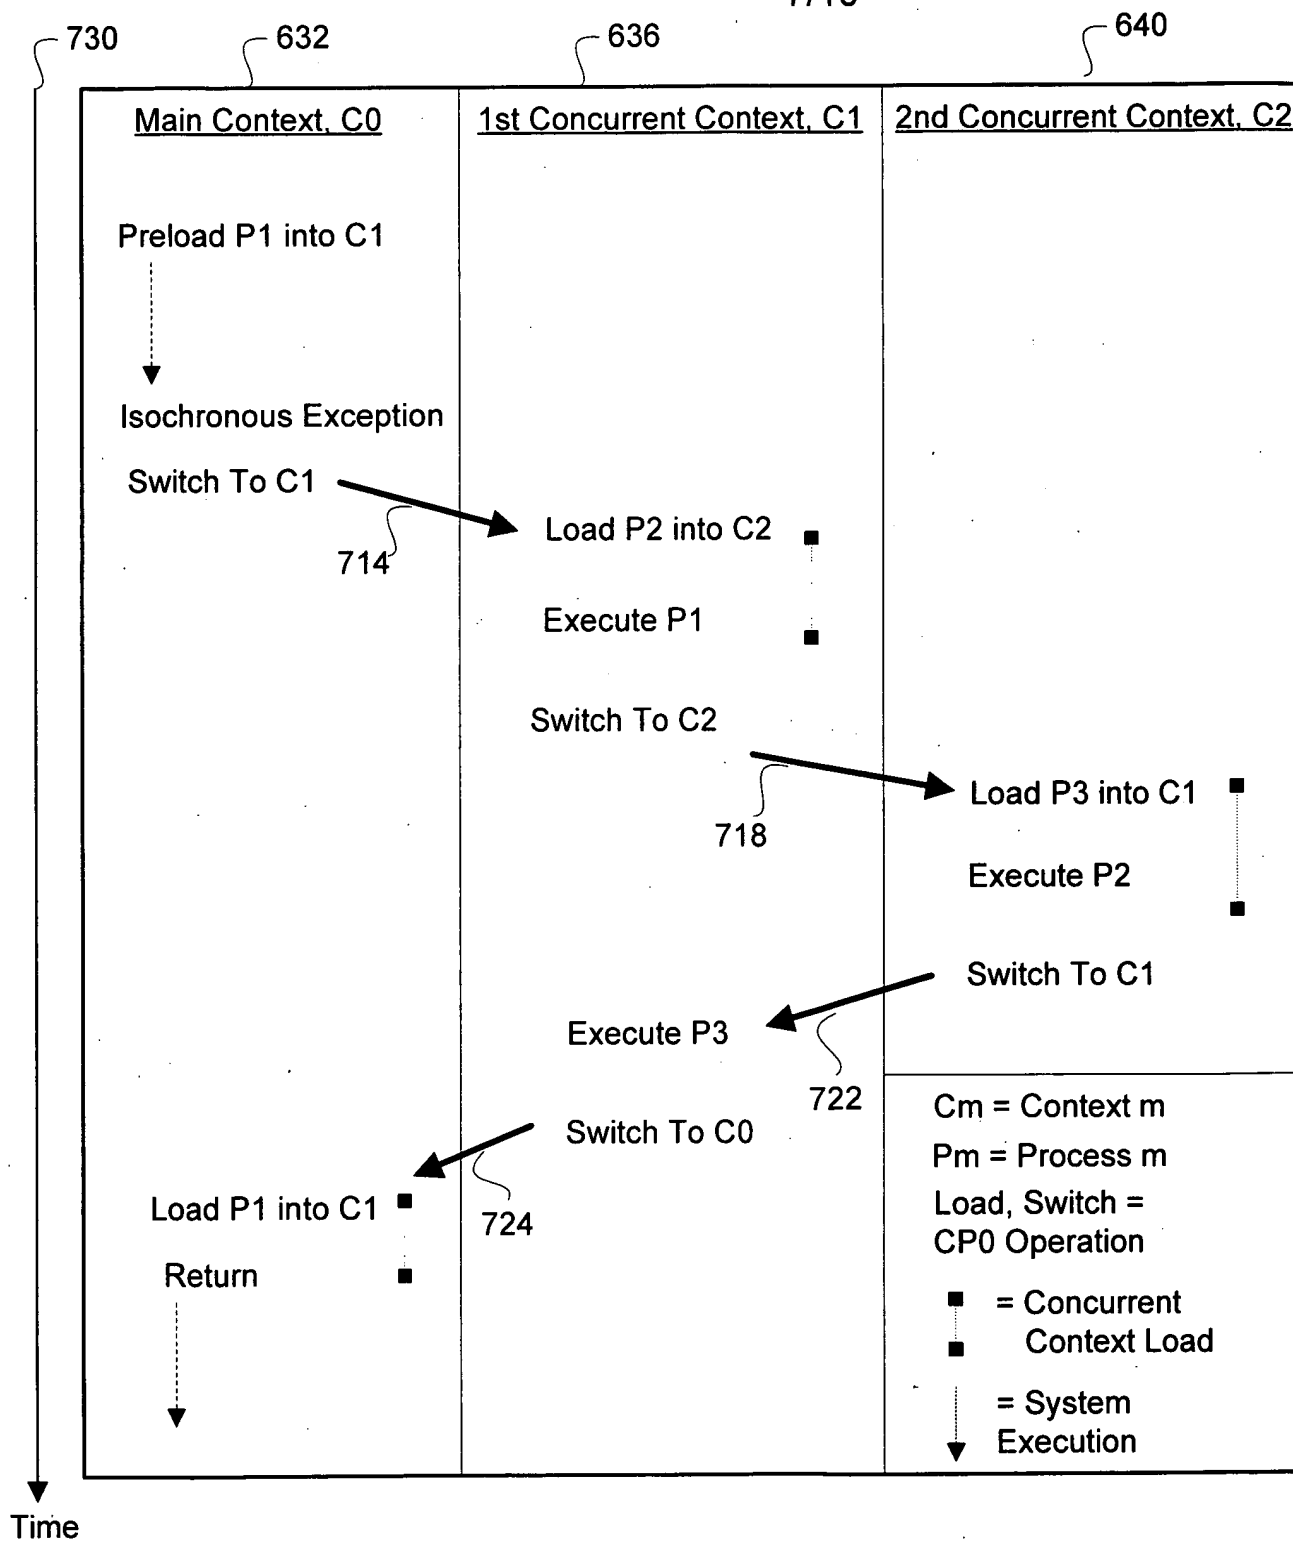 730
632
636
640
Main Context, C0
1st Concurrent Context, C1
2nd Concurrent Context, C2
Preload P1 into C1
Isochronous Exception
Switch To C1
714
Load P2 into C2
Execute P1
Switch To C2
718
Load P3 into C1
Execute P2
Switch To C1
722
Execute P3
Switch To C0
724
Load P1 into C1
Return
Cm = Context m
Pm = Process m
Load, Switch =
CP0 Operation
= Concurrent
Context Load
= System
Execution
Time